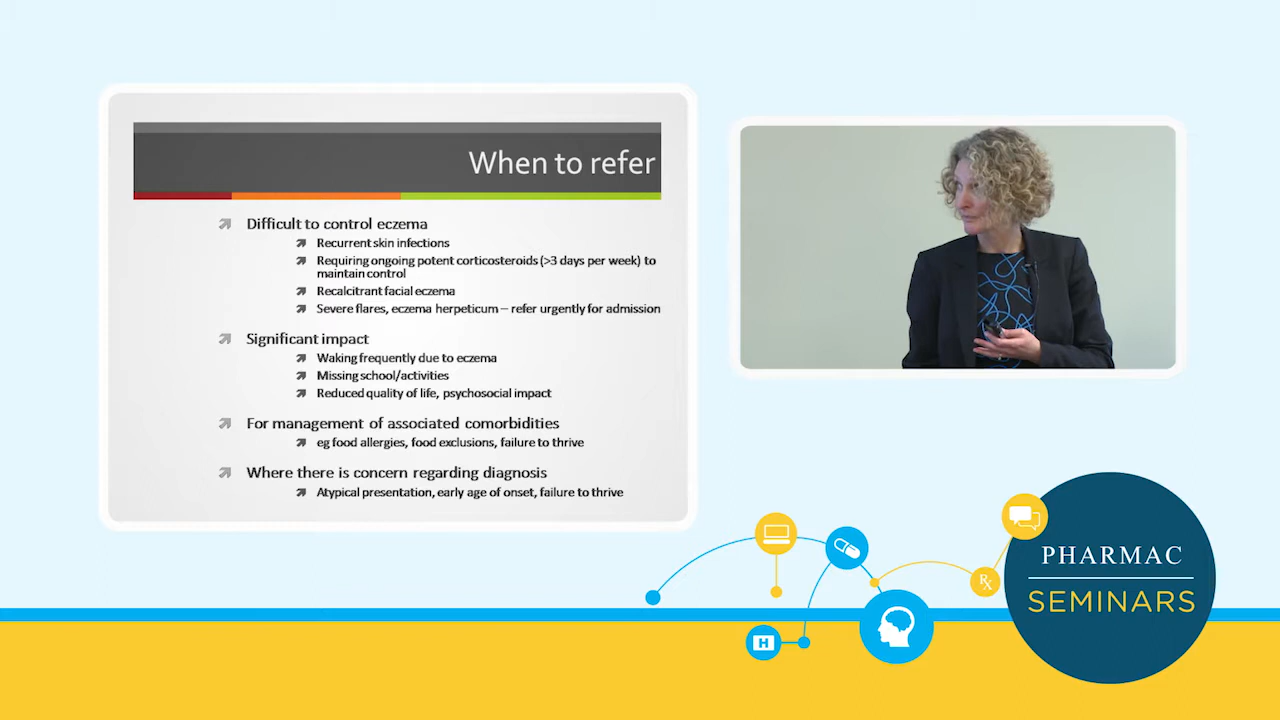 When to refer
Difficult to control eczema
Recurrent skin infections
Requiring ongoing potent corticosteroids (>3 days per week) to
maintain control
Recalcitrant facial eczema
Severe flares, eczema herpeticum – refer urgently for admission
Significant impact
Waking frequently due to eczema
Missing school/activities
Reduced quality of life, psychosocial impact
For management of associated comorbidities
eg food allergies, food exclusions, failure to thrive
Where there is concern regarding diagnosis
Atypical presentation, early age of onset, failure to thrive
Rx
H
PHARMAC
SEMINARS